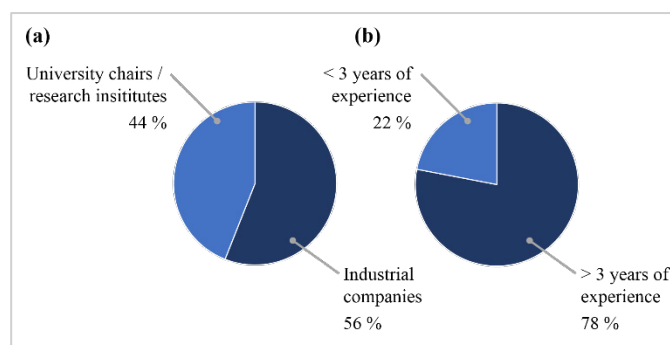 (a)
University chairs /
research insititutes
44 %
Industrial
companies
56 %
(b)
< 3 years of
experience
22 %
> 3 years of
experience
78 %